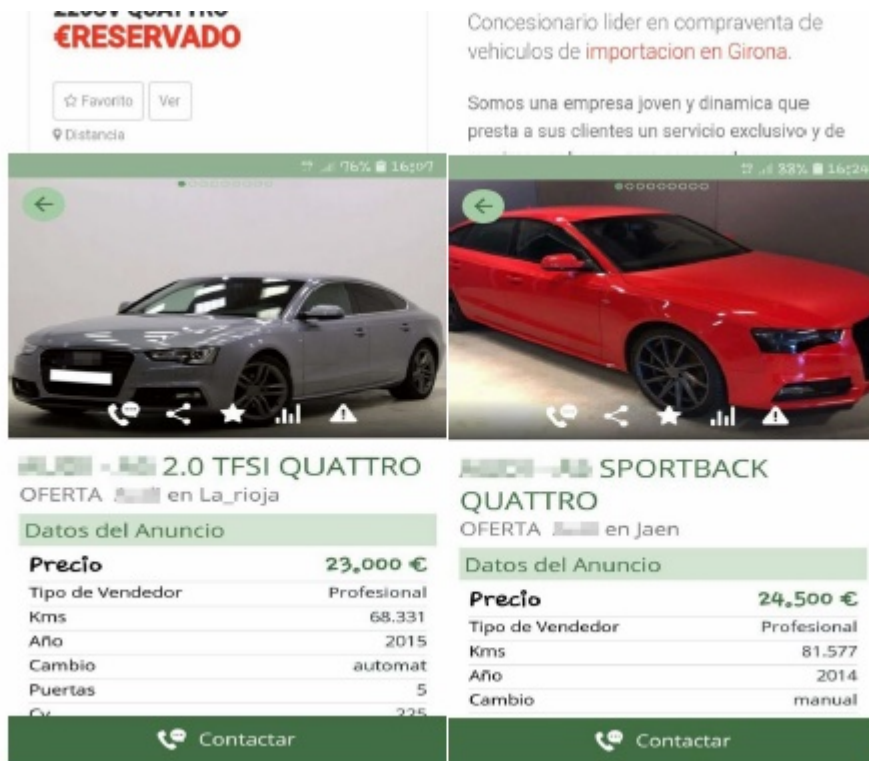 €RESERVADO
Favorito
Ver
Distancia
Concesionario lider en compraventa de
vehiculos de importacion en Girona.
Somos una empresa joven y dinamica que
presta a sus clientes un servicio exclusivo y de
76% 16:07
2.0 TFSI QUATTRO
OFERTA en La_rioja
Datos del Anuncio
Precio 23,000 €
Tipo de Vendedor Profesional
Kms 68.331
Año 2015
Cambio automat
Puertas 5
Cv 225
Contactar
88% 16:24
SPORTBACK
QUATTRO
OFERTA en Jaen
Datos del Anuncio
Precio 24,500 €
Tipo de Vendedor Profesional
Kms 81.577
Año 2014
Cambio manual
Contactar